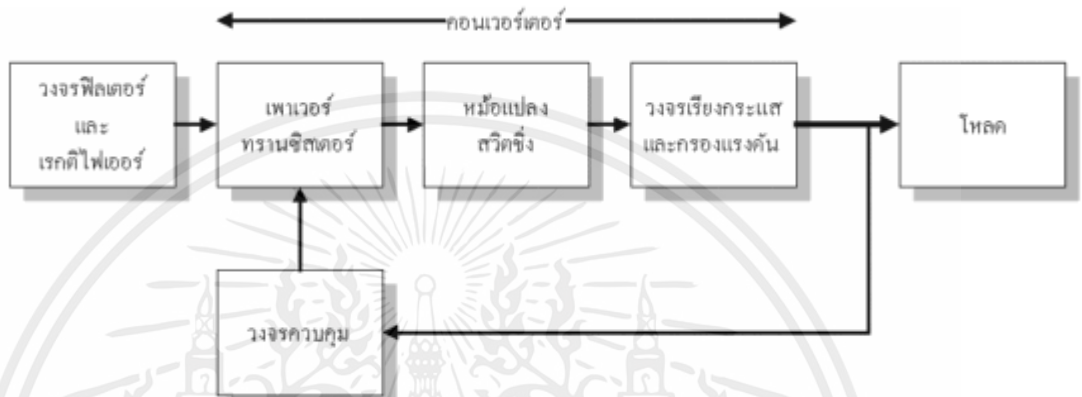 คอนเวอร์เตอร์
วงจรฟิลเตอร์
และ
เรกติไฟเออร์
เพาเวอร์
ทรานซิสเตอร์
หม้อแปลง
สวิตชิ่ง
วงจรเรียงกระแส
และกรองแรงดัน
โหลด
วงจรควบคุม